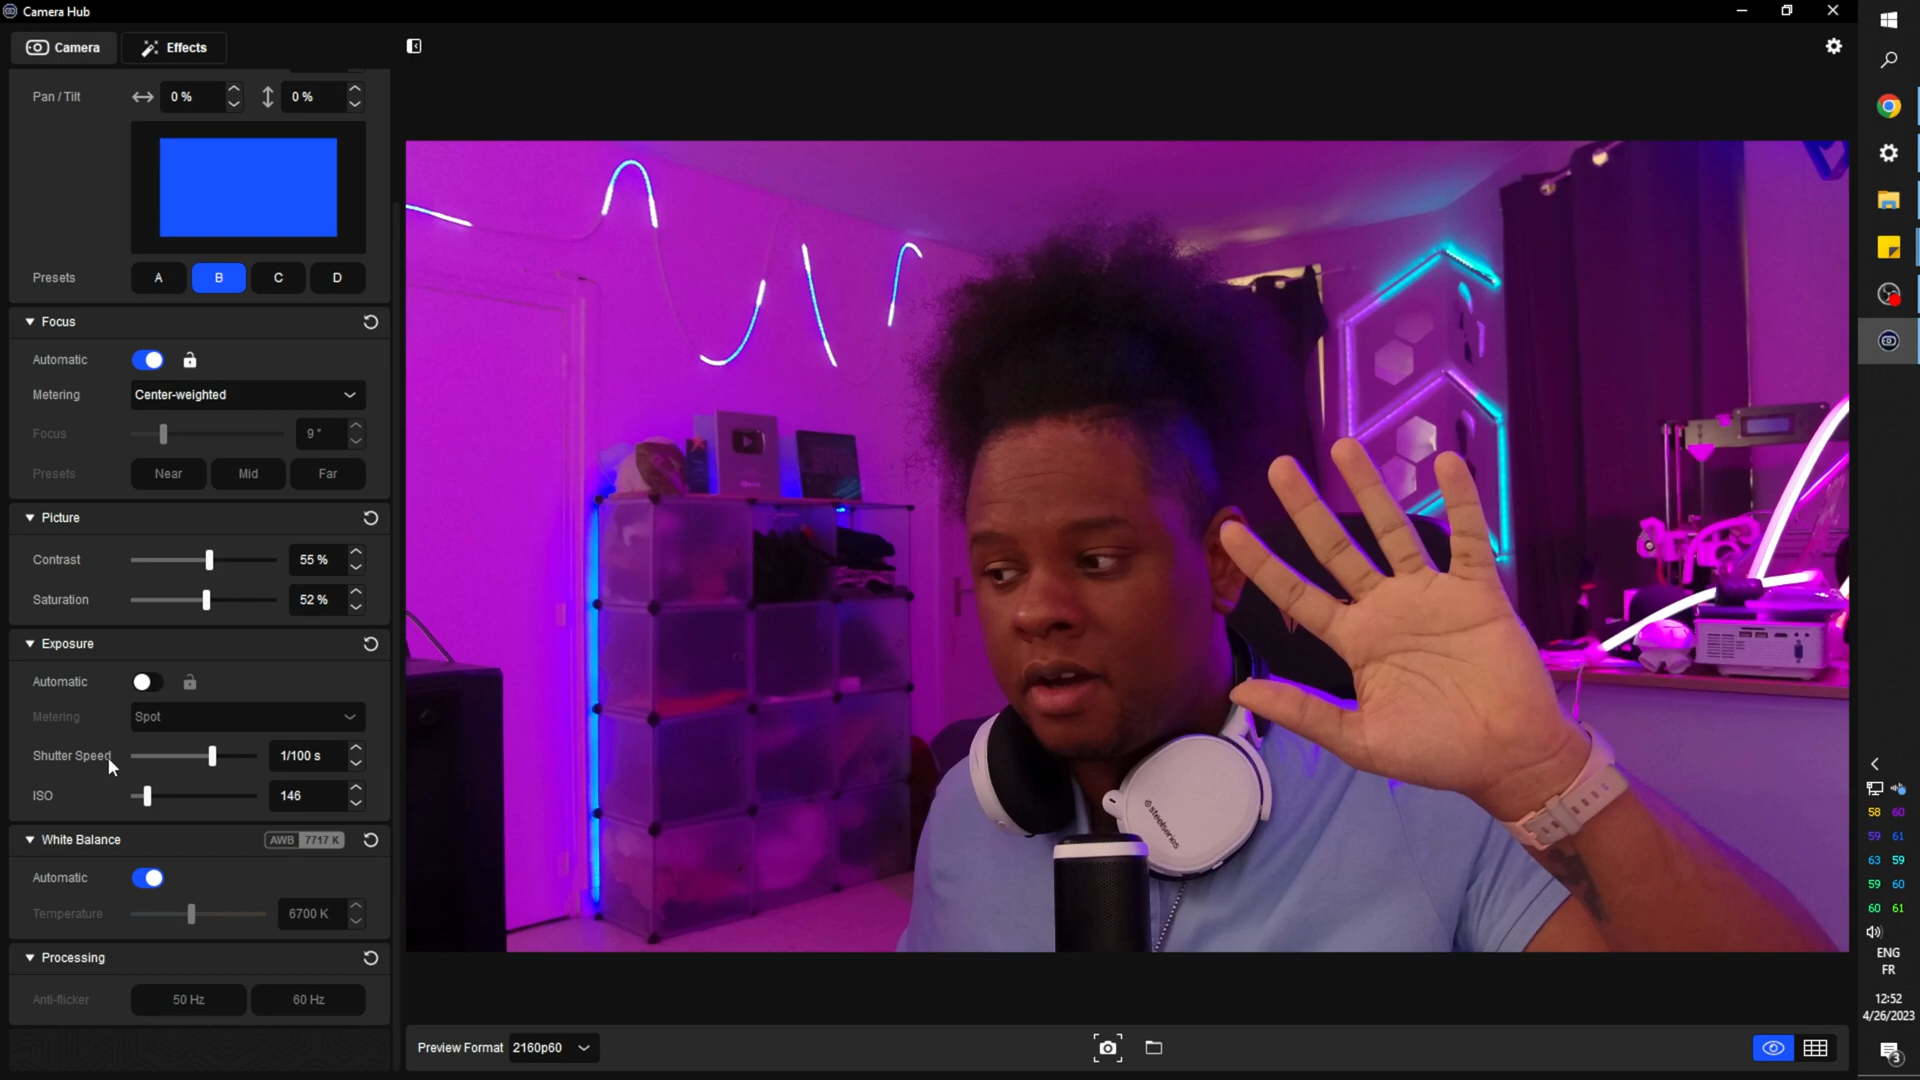 Camera Hub
Camera
Effects
Pan / Tilt
0 %
0 %
Presets
A
B
C
D
Focus
Automatic
Metering
Center-weighted
Focus
9"
Presets
Near
Mid
Far
Picture
Contrast
55 %
Saturation
52 %
Exposure
Automatic
Metering
Spot
Shutter Speed
1/100 s
ISO
146
White Balance
AWB 7717 K
Automatic
Temperature
6700 K
Processing
Anti-flicker
50 Hz
60 Hz
steelseries
Preview Format
2160p60
58 60
59 61
63 59
59 60
60 61
ENG
FR
12:52
4/26/2023
3